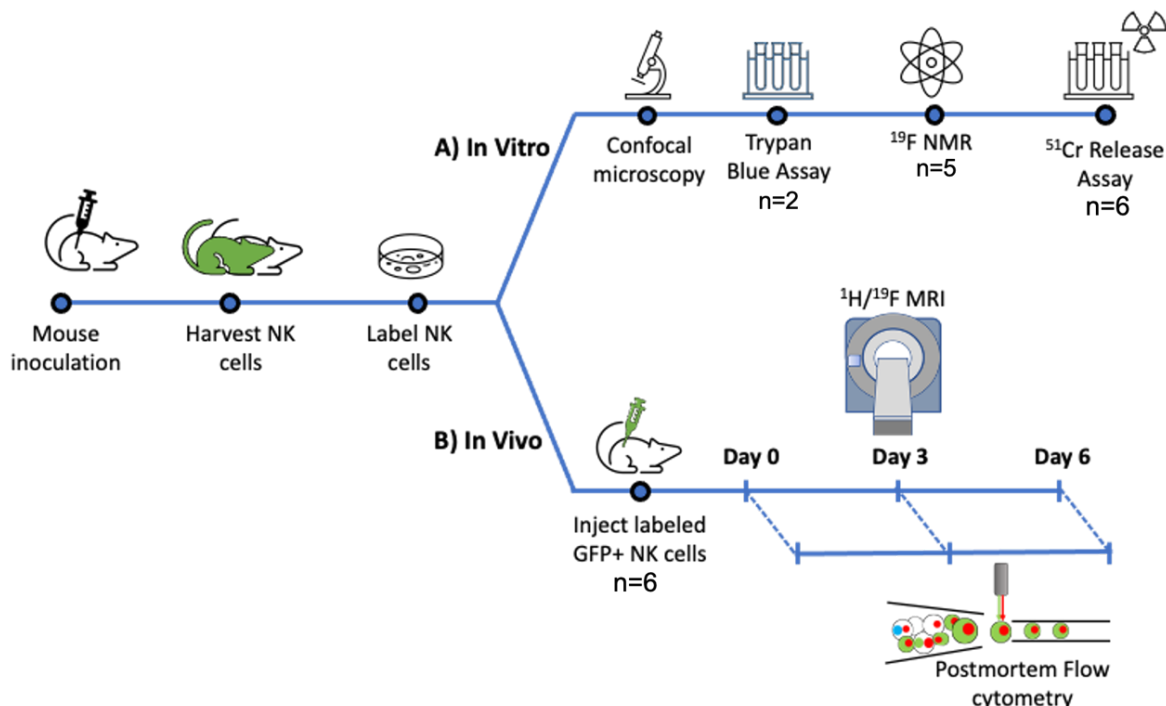 Mouse
inoculation
Harvest NK
cells
Label NK
cells
A) In Vitro
Confocal
microscopy
Trypan
Blue Assay
n=2
¹⁹F NMR
n=5
⁵¹Cr Release
Assay
n=6
B) In Vivo
Inject labeled
GFP+ NK cells
n=6
¹H/¹⁹F MRI
Day 0
Day 3
Day 6
Postmortem Flow
cytometry